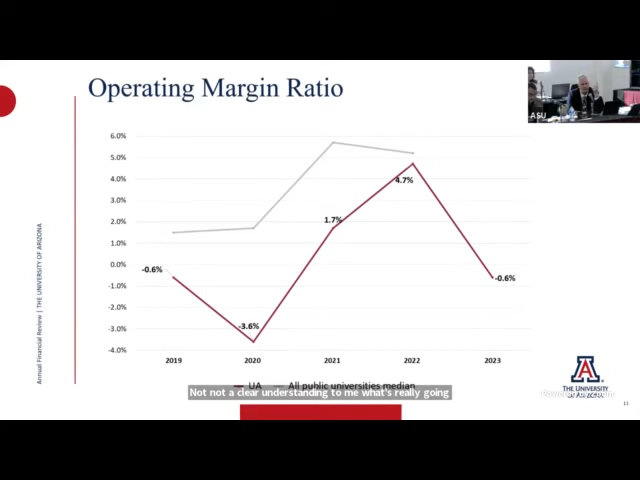 Operating Margin Ratio
ASU
6.0%
5.0%
4.0%
3.0%
2.0%
1.0%
0.0%
-1.0%
-2.0%
-3.0%
-4.0%
-0.6%
-3.6%
1.7%
4.7%
-0.6%
2019 2020 2021 2022 2023
UA All public universities median
Not not a clear understanding to me what's really going
Annual Financial Review | THE UNIVERSITY OF ARIZONA
A
THE UNIVERSITY
OF ARIZONA
11